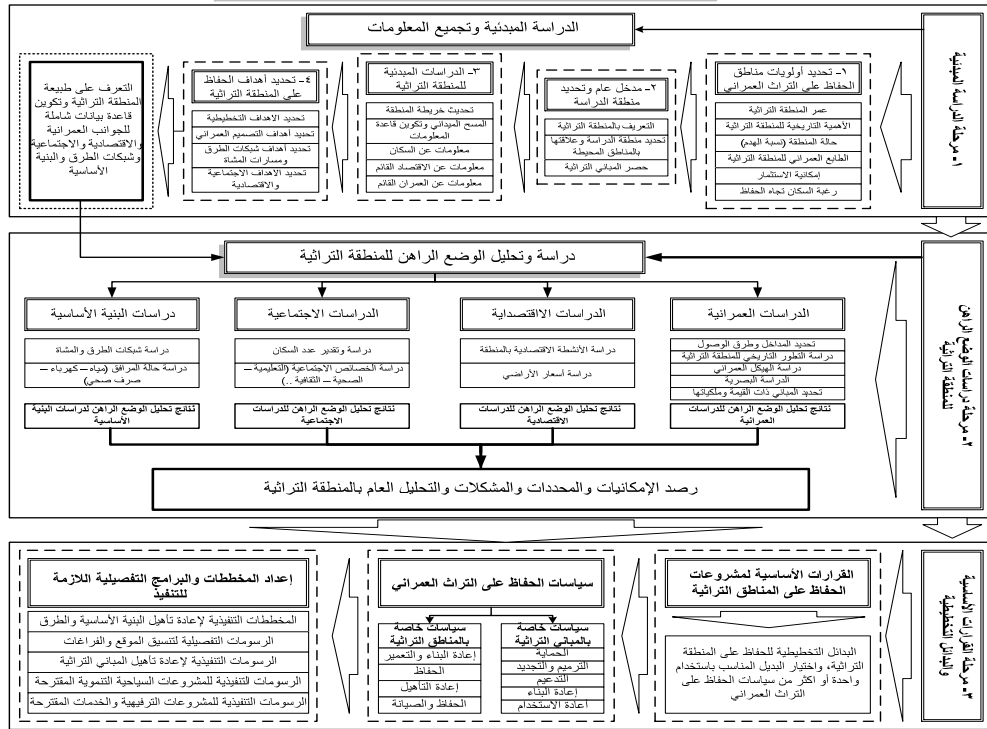 الدراسة المبدئية وتجميع المعلومات
١- مرحلة الدراسة المبدئية
١- تحديد أولويات مناطق
الحفاظ على التراث العمراني
عمر المنطقة التراثية
الأهمية التاريخية للمنطقة التراثية
حالة المنطقة (نسبة الهدم)
الطابع العمراني للمنطقة التراثية
إمكانية الاستثمار
رغبة السكان تجاه الحفاظ
٢- مدخل عام وتحديد
منطقة الدراسة
التعريف بالمنطقة التراثية
تحديد منطقة الدراسة وعلاقتها
بالمناطق المحيطة
حصر المباني التراثية
٣- الدراسات المبدئية
للمنطقة التراثية
تحديث خريطة المنطقة
المسح الميداني وتكوين قاعدة
المعلومات
معلومات عن السكان
معلومات عن الاقتصاد القائم
معلومات عن العمران القائم
٤- تحديد أهداف الحفاظ
على المنطقة التراثية
تحديد الاهداف التخطيطية
تحديد أهداف التصميم العمراني
تحديد أهداف شبكات الطرق
ومسارات المشاة
تحديد الاهداف الاجتماعية
والاقتصادية
التعرف على طبيعة
المنطقة التراثية وتكوين
قاعدة بيانات شاملة
للجوانب العمرانية
والاقتصادية والاجتماعية
وشبكات الطرق والبنية
الأساسية
٢- مرحلة دراسات الوضع الراهن
للمنطقة التراثية
دراسة وتحليل الوضع الراهن للمنطقة التراثية
الدراسات العمرانية
تحديد المداخل وطرق الوصول
دراسة التطور التاريخي للمنطقة التراثية
دراسة الهيكل العمراني
الدراسة البصرية
تحديد المباني ذات القيمة وملكياتها
نتائج تحليل الوضع الراهن للدراسات
العمرانية
الدراسات الااقتصداية
دراسة الأنشطة الاقتصادية بالمنطقة
دراسة أسعار الأراضي
نتائج تحليل الوضع الراهن للدراسات
الاقتصادية
الدراسات الاجتماعية
دراسة وتقدير عدد السكان
دراسة الخصائص الاجتماعية (التعليمية –
الصحية – الثقافية ..)
نتائج تحليل الوضع الراهن للدراسات
الاجتماعية
دراسات البنية الأساسية
دراسة شبكات الطرق والمشاة
دراسة حالة المرافق (مياه – كهرباء –
صرف صحي)
نتائج تحليل الوضع الراهن لدراسات البنية
الأساسية
رصد الإمكانيات والمحددات والمشكلات والتحليل العام بالمنطقة التراثية
٣- مرحلة القرارات الأساسية
والبدائل التخطيطية
القرارات الأساسية لمشروعات
الحفاظ على المناطق التراثية
البدائل التخطيطية للحفاظ على المنطقة
التراثية، واختيار البديل المناسب باستخدام
واحدة أو اكثر من سياسات الحفاظ على
التراث العمراني
سياسات الحفاظ على التراث العمراني
سياسات خاصة
بالمباني التراثية
الحماية
الترميم والتجديد
التدعيم
إعادة البناء
اعادة الاستخدام
سياسات خاصة
بالمناطق التراثية
إعادة البناء والتعمير
الحفاظ
إعادة التأهيل
الحفاظ والصيانة
إعداد المخططات والبرامج التفصيلية اللازمة
للتنفيذ
المخططات التنفيذية لإعادة تأهيل البنية الأساسية والطرق
الرسومات التفصيلية لتنسيق الموقع والفراغات
الرسومات التنفيذية لإعادة تأهيل المباني التراثية
الرسومات التنفيذية للمشروعات السياحية التنموية المقترحة
الرسومات التنفيذية للمشروعات الترفيهية والخدمات المقترحة